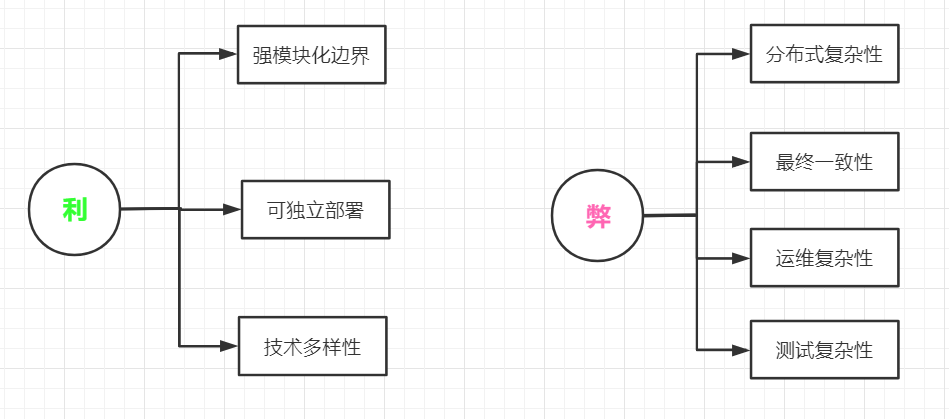 利
强模块化边界
可独立部署
技术多样性
弊
分布式复杂性
最终一致性
运维复杂性
测试复杂性